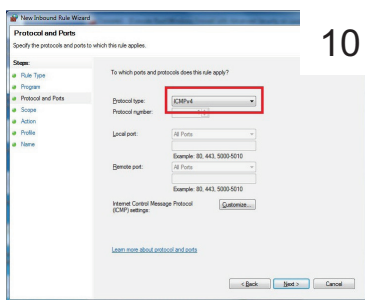 New Inbound Rule Wizard
10
Protocol and Ports
Specify the protocols and ports to which this rule applies.
Steps:
Rule Type
Program
Protocol and Ports
Scope
Action
Profile
Name
To which ports and protocols does this rule apply?
Protocol type: ICMPv4
Protocol number:
Local port: All Ports
Example: 80, 443, 5000-5010
Remote port: All Ports
Example: 80, 443, 5000-5010
Internet Control Message Protocol Customize...
(ICMP) settings:
Learn more about protocol and ports
< Back Next > Cancel